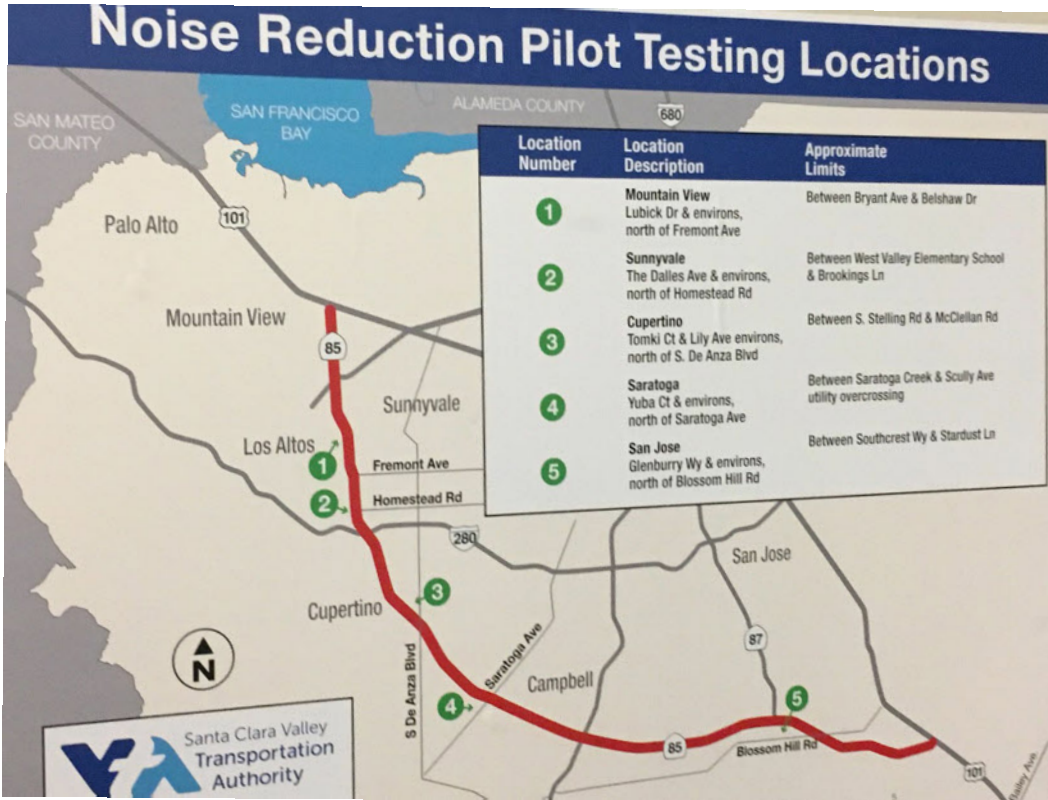 Noise Reduction Pilot Testing Locations
SAN MATEO
COUNTY
SAN FRANCISCO
BAY
ALAMEDA COUNTY
680
Location
Number
Location
Description
Approximate
Limits
1
Mountain View
Lubick Dr & environs,
north of Fremont Ave
Between Bryant Ave & Belshaw Dr
2
Sunnyvale
The Dalles Ave & environs,
north of Homestead Rd
Between West Valley Elementary School
& Brookings Ln
3
Cupertino
Tomki Ct & Lily Ave environs,
north of S. De Anza Blvd
Between S. Stelling Rd & McClellan Rd
4
Saratoga
Yuba Ct & environs,
north of Saratoga Ave
Between Saratoga Creek & Scully Ave
utility overcrossing
5
San Jose
Glenburry Wy & environs,
north of Blossom Hill Rd
Between Southcrest Wy & Stardust Ln
Palo Alto
101
Mountain View
85
Sunnyvale
Los Altos
1
Fremont Ave
2
Homestead Rd
280
San Jose
3
Cupertino
87
N
S De Anza Blvd
Saratoga Ave
Campbell
4
5
85
Blossom Hill Rd
101
Bailey Ave
VTA
Santa Clara Valley
Transportation
Authority